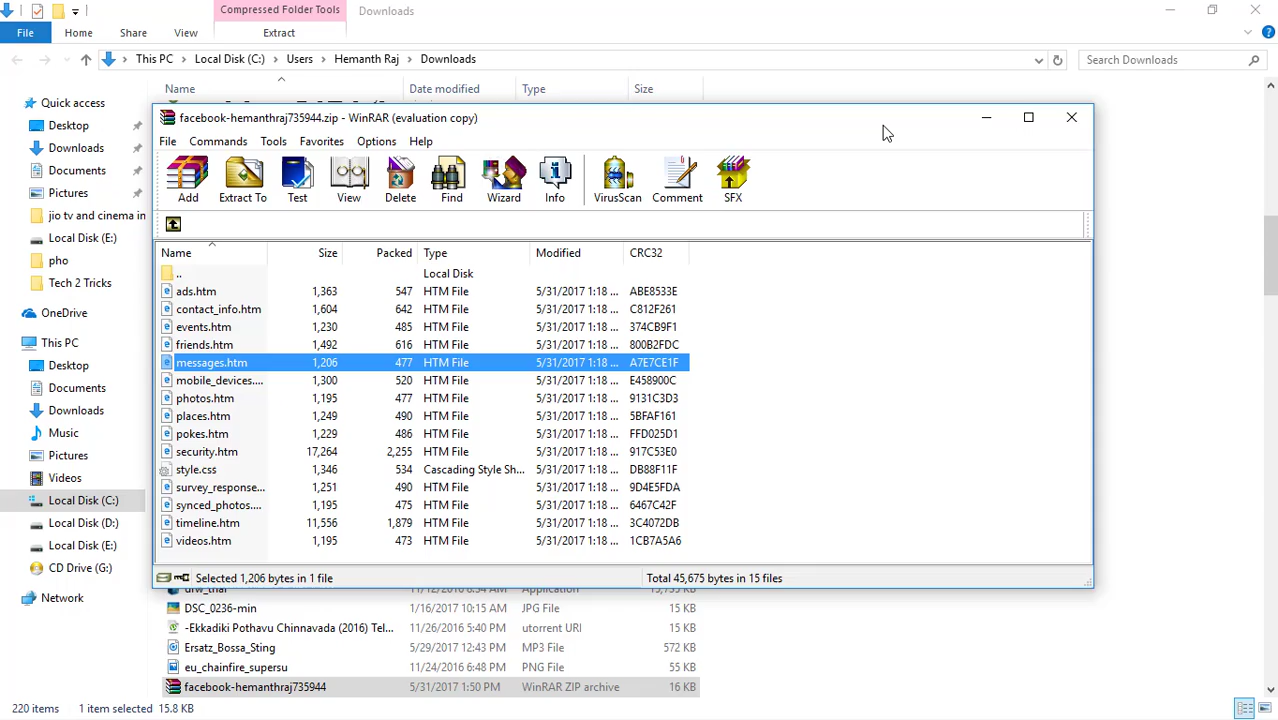 Compressed Folder Tools Downloads
File Home Share View Extract
This PC Local Disk (C:) Users Hemanth Raj Downloads Search Downloads
Name Date modified Type Size
Quick access
Desktop
Downloads
Documents
Pictures
jio tv and cinema in
Local Disk (E:)
pho
Tech 2 Tricks
OneDrive
This PC
Desktop
Documents
Downloads
Music
Pictures
Videos
Local Disk (C:)
Local Disk (D:)
Local Disk (E:)
CD Drive (G:)
Network
facebook-hemanthraj735944.zip - WinRAR (evaluation copy)
File Commands Tools Favorites Options Help
Add Extract To Test View Delete Find Wizard Info VirusScan Comment SFX
Name Size Packed Type Modified CRC32
.. Local Disk
ads.htm 1,363 547 HTM File 5/31/2017 1:18 ... ABE8533E
contact_info.htm 1,604 642 HTM File 5/31/2017 1:18 ... C812F261
events.htm 1,230 485 HTM File 5/31/2017 1:18 ... 374CB9F1
friends.htm 1,492 616 HTM File 5/31/2017 1:18 ... 800B2FDC
messages.htm 1,206 477 HTM File 5/31/2017 1:18 ... A7E7CE1F
mobile_devices.... 1,300 520 HTM File 5/31/2017 1:18 ... E458900C
photos.htm 1,195 477 HTM File 5/31/2017 1:18 ... 9131C3D3
places.htm 1,249 490 HTM File 5/31/2017 1:18 ... 5BFAF161
pokes.htm 1,229 486 HTM File 5/31/2017 1:18 ... FFD025D1
security.htm 17,264 2,255 HTM File 5/31/2017 1:18 ... 917C53E0
style.css 1,346 534 Cascading Style Sh... 5/31/2017 1:18 ... DB88F11F
survey_response... 1,251 490 HTM File 5/31/2017 1:18 ... 9D4E5FDA
synced_photos.... 1,195 475 HTM File 5/31/2017 1:18 ... 6467C42F
timeline.htm 11,556 1,879 HTM File 5/31/2017 1:18 ... 3C4072DB
videos.htm 1,195 473 HTM File 5/31/2017 1:18 ... 1CB7A5A6
Selected 1,206 bytes in 1 file Total 45,675 bytes in 15 files
DSC_0236-min 1/16/2017 10:15 AM JPG File 15 KB
-Ekkadiki Pothavu Chinnavada (2016) Tel... 11/26/2016 5:40 PM utorrent URI 15 KB
Ersatz_Bossa_Sting 5/29/2017 12:43 PM MP3 File 572 KB
eu_chainfire_supersu 11/24/2016 6:48 PM PNG File 55 KB
facebook-hemanthraj735944 5/31/2017 1:50 PM WinRAR ZIP archive 16 KB
220 items 1 item selected 15.8 KB